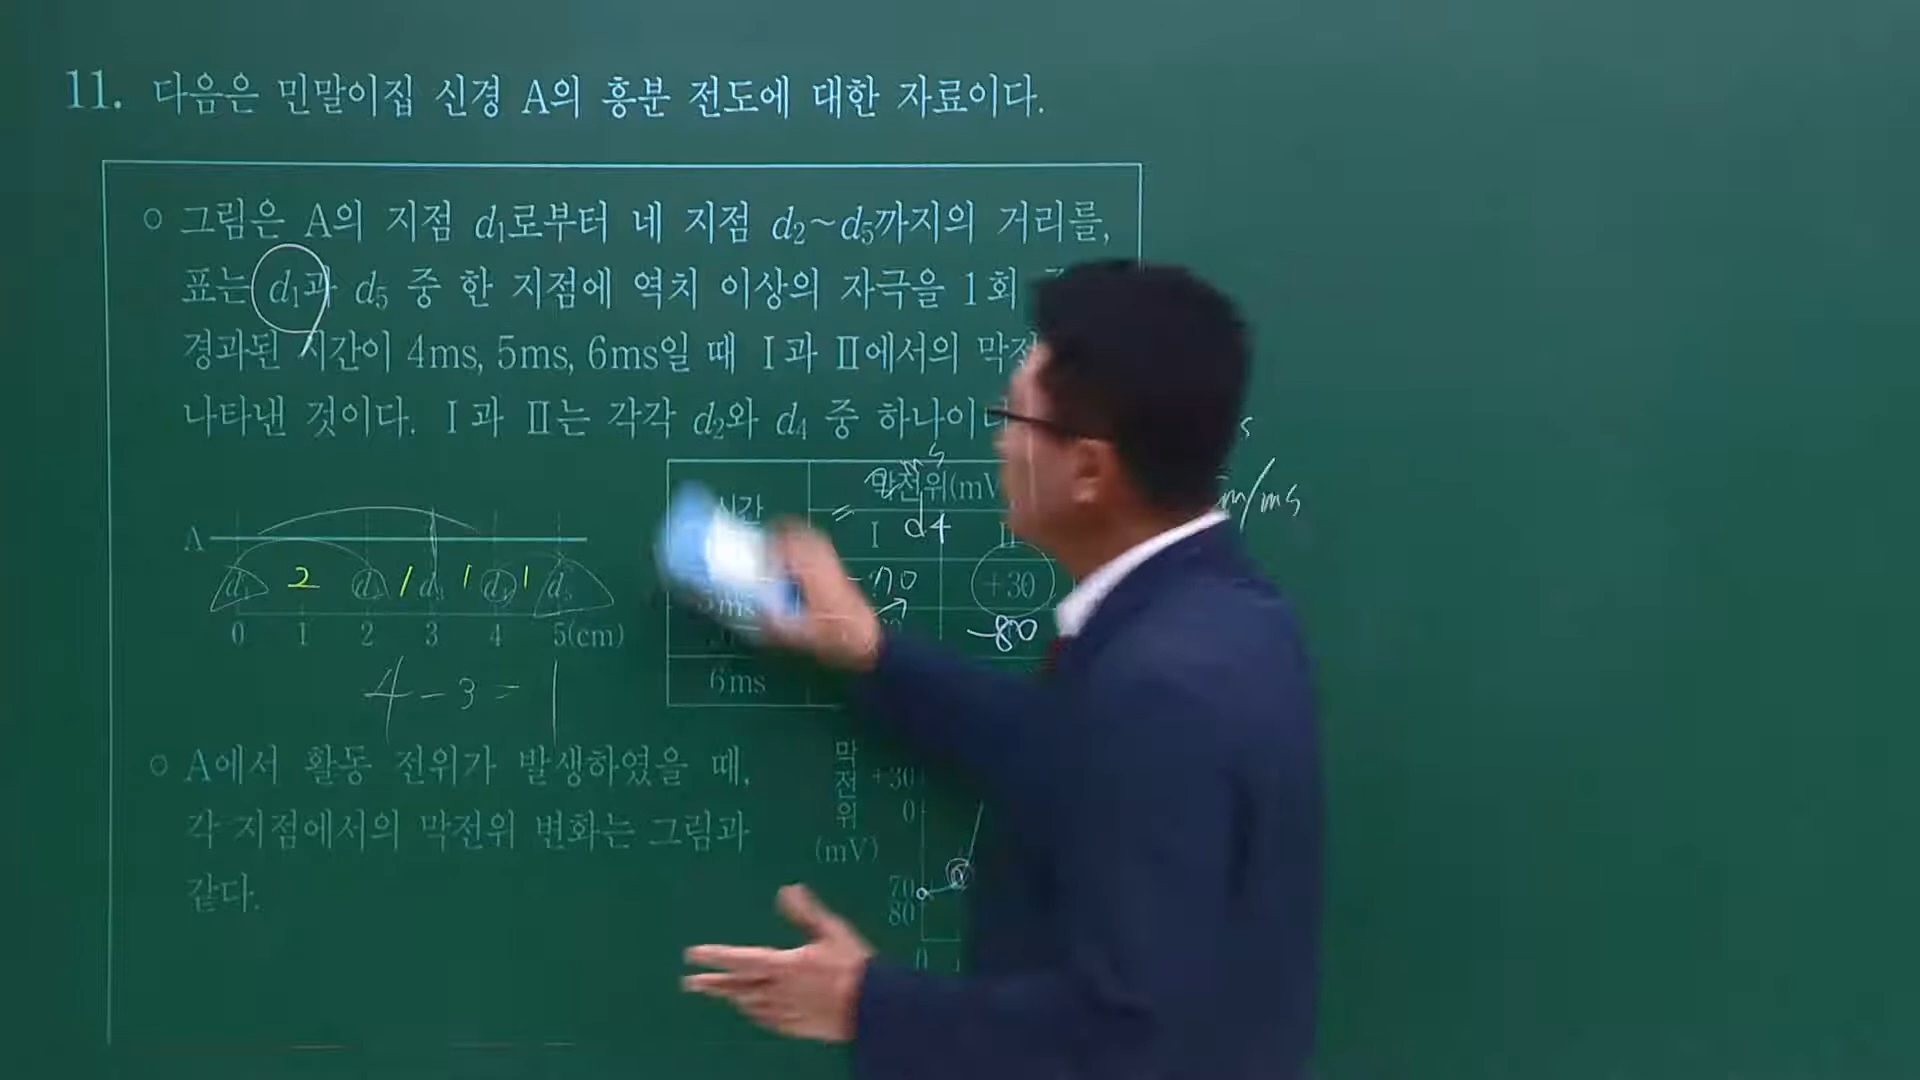 11. 다음은 민말이집 신경 A의 흥분 전도에 대한 자료이다.
○ 그림은 A의 지점 d1로부터 네 지점 d2~d5까지의 거리를,
표는 d1과 d5 중 한 지점에 역치 이상의 자극을 1회
경과된 시간이 4ms, 5ms, 6ms일 때 Ⅰ과 Ⅱ에서의
나타낸 것이다. Ⅰ과 Ⅱ는 각각 d2와 d4 중 하나이다
ms
s
막전위(mV
m/ms
시간
A
=
Ⅰ d4 Ⅱ
d1 2 d2 1 d3 1 d4 1 d5
-70 +30
5ms
-80
0 1 2 3 4 5(cm)
6ms
4-3=1
○ A에서 활동 전위가 발생하였을 때,
각 지점에서의 막전위 변화는 그림과
같다.
막전위
(mV)
+30
0
70
80
0